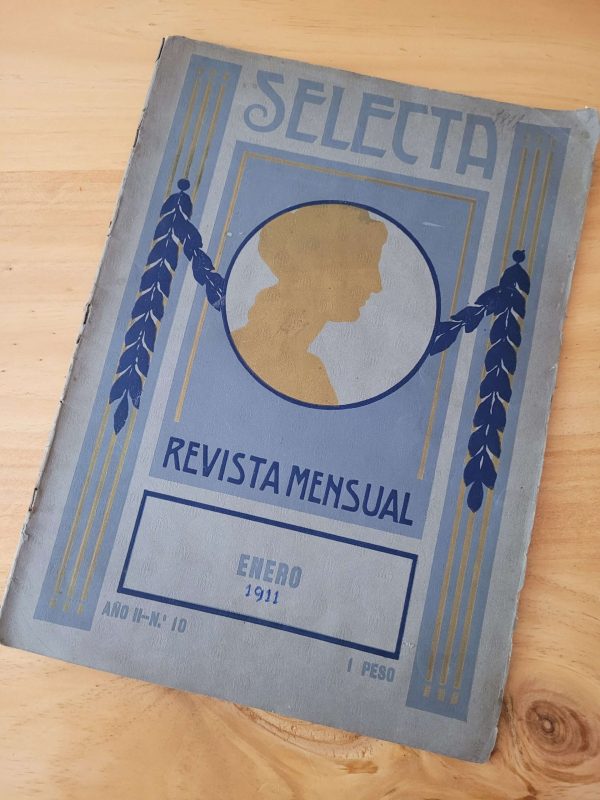 SELECTA
REVISTA MENSUAL
ENERO
1911
AÑO II-N.º 10
1 PESO